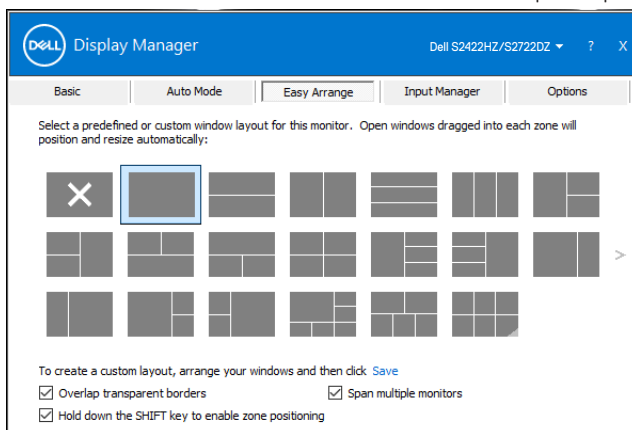 DELL Display Manager Dell S2422HZ/S2722DZ ? X
Basic Auto Mode Easy Arrange Input Manager Options
Select a predefined or custom window layout for this monitor. Open windows dragged into each zone will
position and resize automatically:
>
To create a custom layout, arrange your windows and then click Save
Overlap transparent borders Span multiple monitors
Hold down the SHIFT key to enable zone positioning